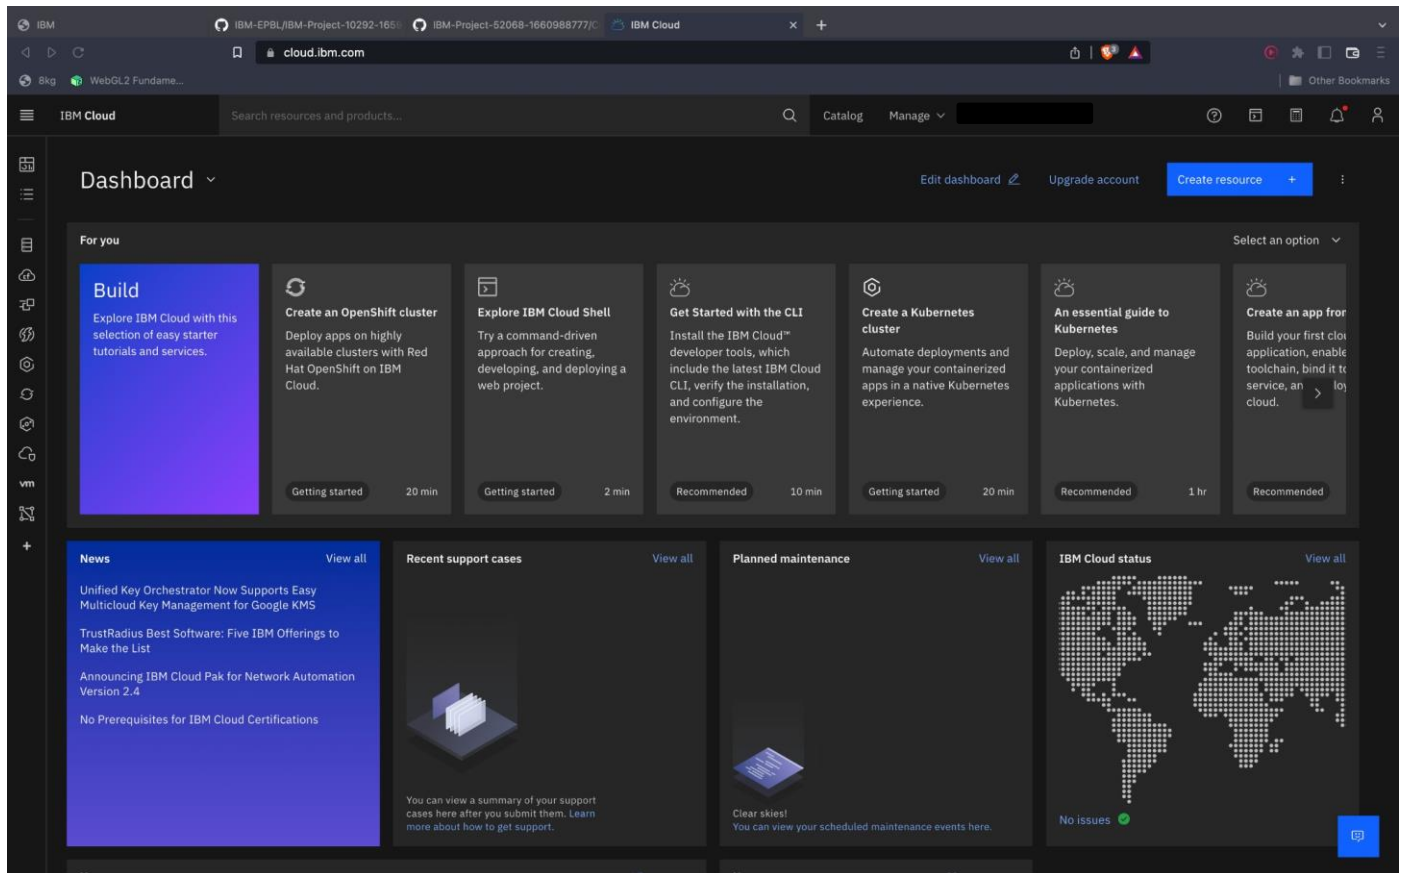 IBM
IBM-EPBL/IBM-Project-10292-165
IBM-Project-52068-1660988777/C
IBM Cloud
cloud.ibm.com
8kg
WebGL2 Fundame...
Other Bookmarks
IBM Cloud
Search resources and products...
Catalog
Manage
Dashboard
Edit dashboard
Upgrade account
Create resource +
For you
Select an option
Build
Explore IBM Cloud with this
selection of easy starter
tutorials and services.
Create an OpenShift cluster
Deploy apps on highly
available clusters with Red
Hat OpenShift on IBM
Cloud.
Getting started
20 min
Explore IBM Cloud Shell
Try a command-driven
approach for creating,
developing, and deploying a
web project.
Getting started
2 min
Get Started with the CLI
Install the IBM Cloud™
developer tools, which
include the latest IBM Cloud
CLI, verify the installation,
and configure the
environment.
Recommended
10 min
Create a Kubernetes
cluster
Automate deployments and
manage your containerized
apps in a native Kubernetes
experience.
Getting started
20 min
An essential guide to
Kubernetes
Deploy, scale, and manage
your containerized
applications with
Kubernetes.
Recommended
1 hr
Create an app fror
Build your first clou
application, enable
toolchain, bind it to
service, an
cloud.
Recommended
vm
News
View all
Unified Key Orchestrator Now Supports Easy
Multicloud Key Management for Google KMS
TrustRadius Best Software: Five IBM Offerings to
Make the List
Announcing IBM Cloud Pak for Network Automation
Version 2.4
No Prerequisites for IBM Cloud Certifications
Recent support cases
View all
You can view a summary of your support
cases here after you submit them. Learn
more about how to get support.
Planned maintenance
View all
Clear skies!
You can view your scheduled maintenance events here.
IBM Cloud status
View all
No issues